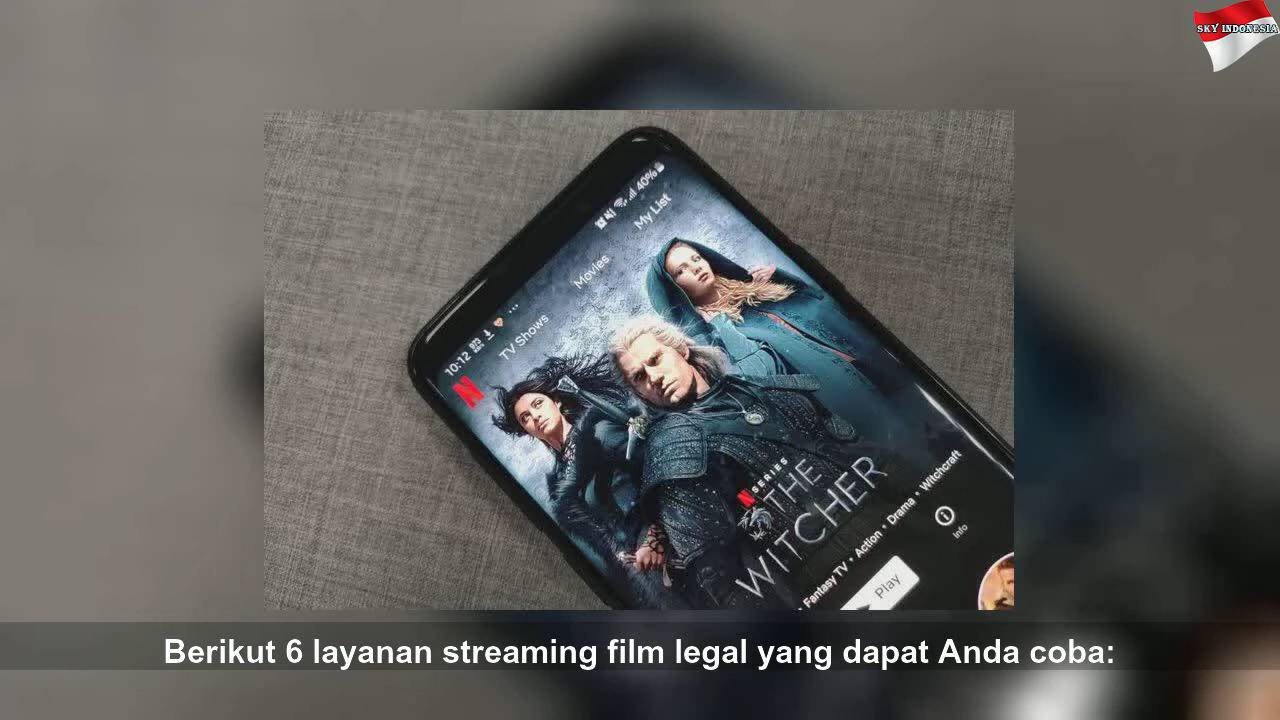 SKY INDONESIA
10:12
40%
TV Shows
Movies
My List
N SERIES
THE
WITCHER
Fantasy TV • Action • Drama • Witchcraft
Play
Info
Berikut 6 layanan streaming film legal yang dapat Anda coba: